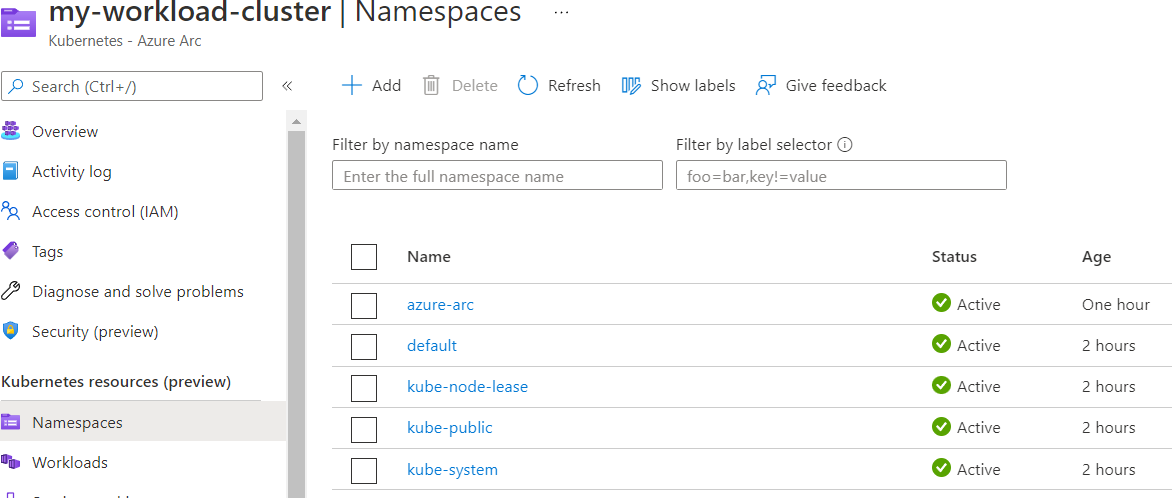 my-workload-cluster | Namespaces ...
Kubernetes - Azure Arc
Search (Ctrl+/)
«
Add
Delete
Refresh
Show labels
Give feedback
Overview
Activity log
Access control (IAM)
Tags
Diagnose and solve problems
Security (preview)
Kubernetes resources (preview)
Namespaces
Workloads
Filter by namespace name
Enter the full namespace name
Filter by label selector
foo=bar,key!=value
Name Status Age
azure-arc Active One hour
default Active 2 hours
kube-node-lease Active 2 hours
kube-public Active 2 hours
kube-system Active 2 hours